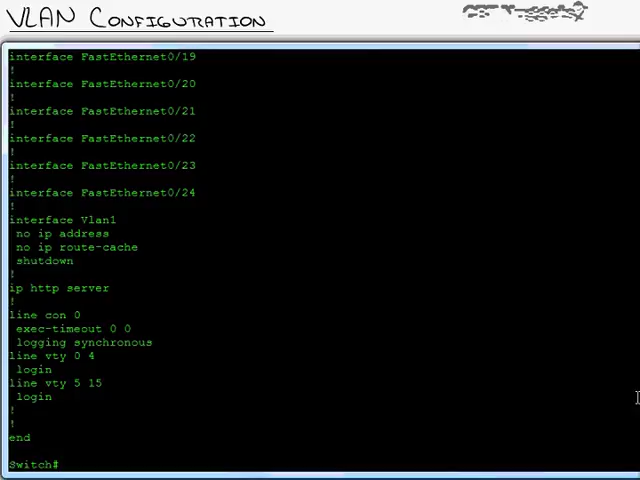 VLAN CONFIGURATION
interface FastEthernet0/19
!
interface FastEthernet0/20
!
interface FastEthernet0/21
!
interface FastEthernet0/22
!
interface FastEthernet0/23
!
interface FastEthernet0/24
!
interface Vlan1
no ip address
no ip route-cache
shutdown
!
ip http server
!
line con 0
exec-timeout 0 0
logging synchronous
line vty 0 4
login
line vty 5 15
login
!
!
end
Switch#